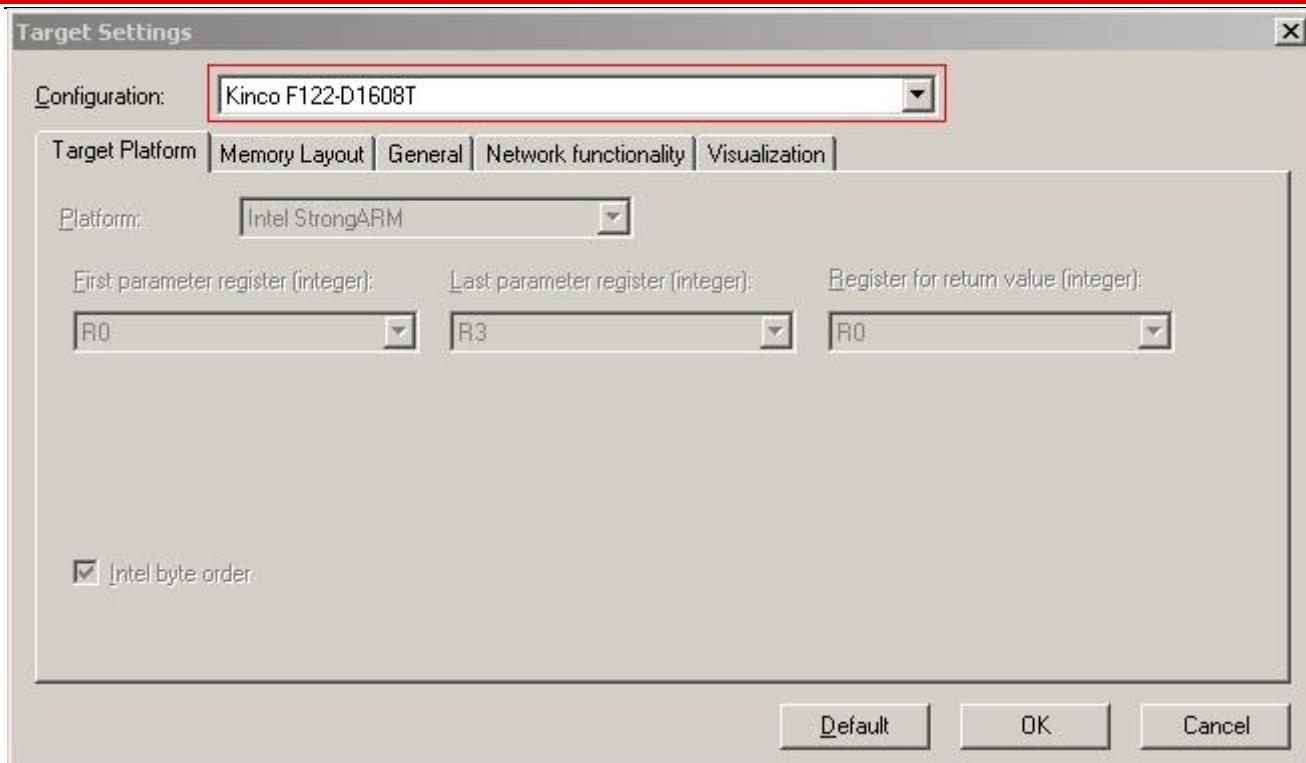 Target Settings
Configuration: Kinco F122-D1608T
Target Platform Memory Layout General Network functionality Visualization
Platform: Intel StrongARM
First parameter register (integer): Last parameter register (integer): Register for return value (integer):
R0 R3 R0
Intel byte order
Default OK Cancel